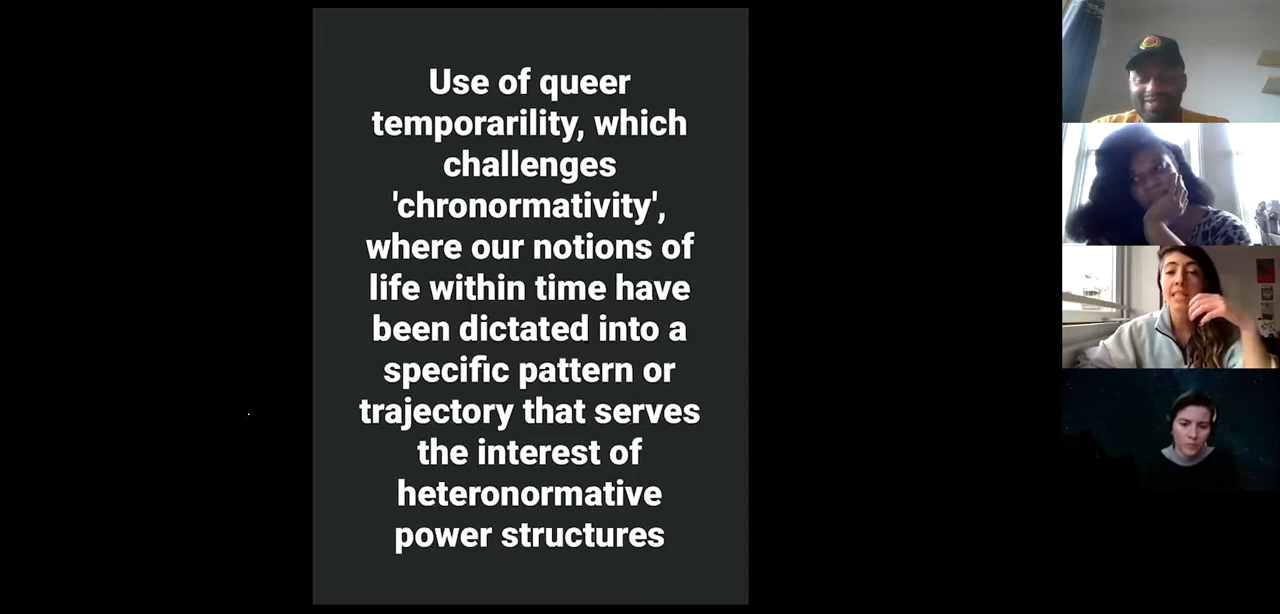 Use of queer
temporarility, which
challenges
'chronormativity',
where our notions of
life within time have
been dictated into a
specific pattern or
trajectory that serves
the interest of
heteronormative
power structures